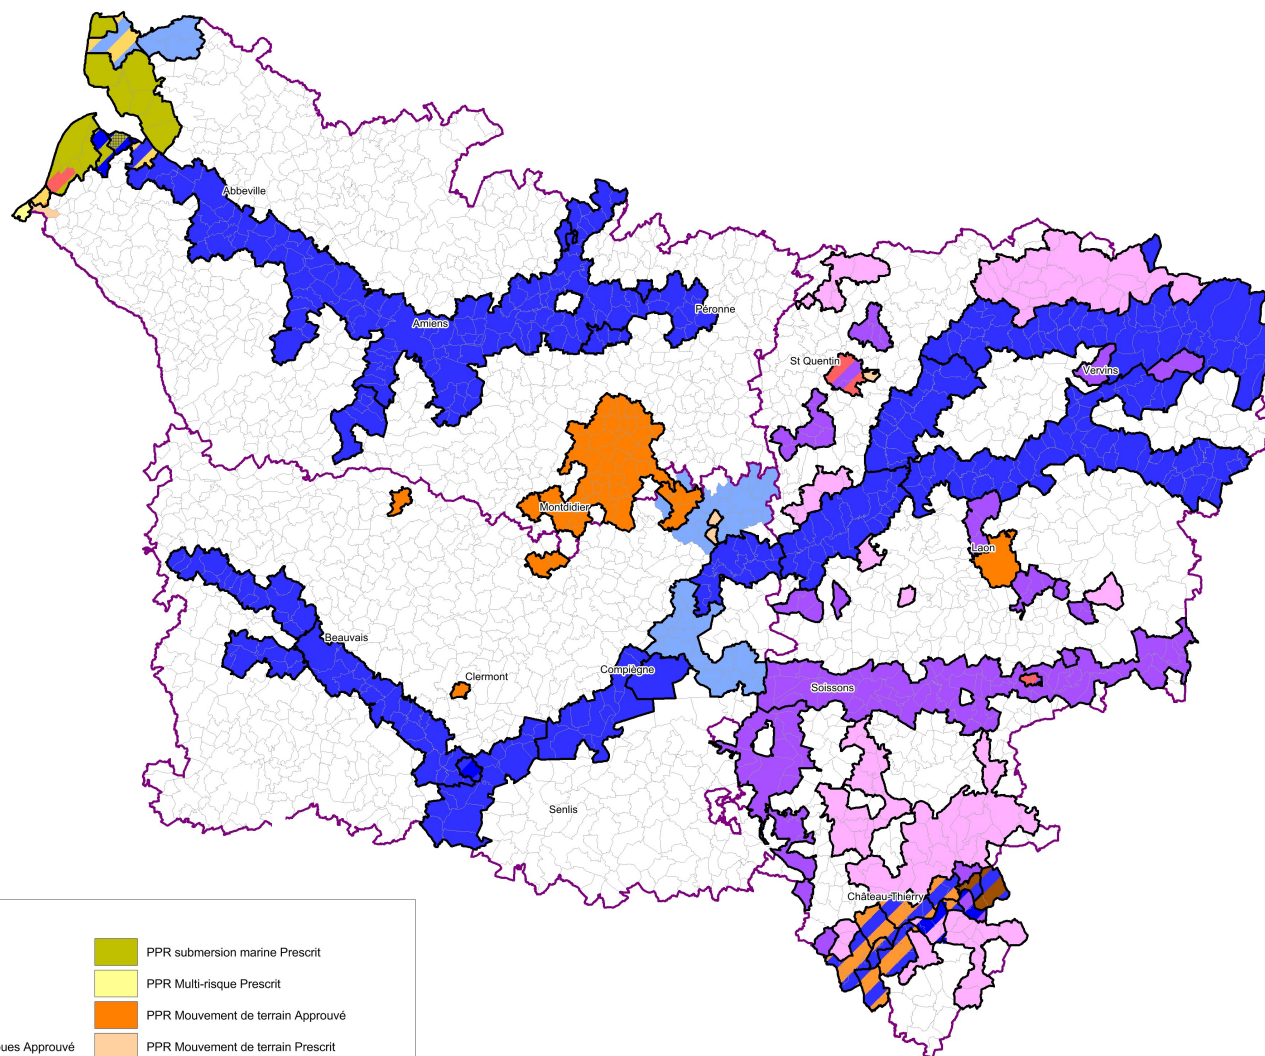 Abbeville
Amiens
Péronne
St Quentin
Vervins
Montdidier
Laon
Beauvais
Clermont
Compiègne
Soissons
Senlis
Château-Thierry
PPR submersion marine Prescrit
PPR Multi-risque Prescrit
PPR Mouvement de terrain Approuvé
ues Approuvé PPR Mouvement de terrain Prescrit